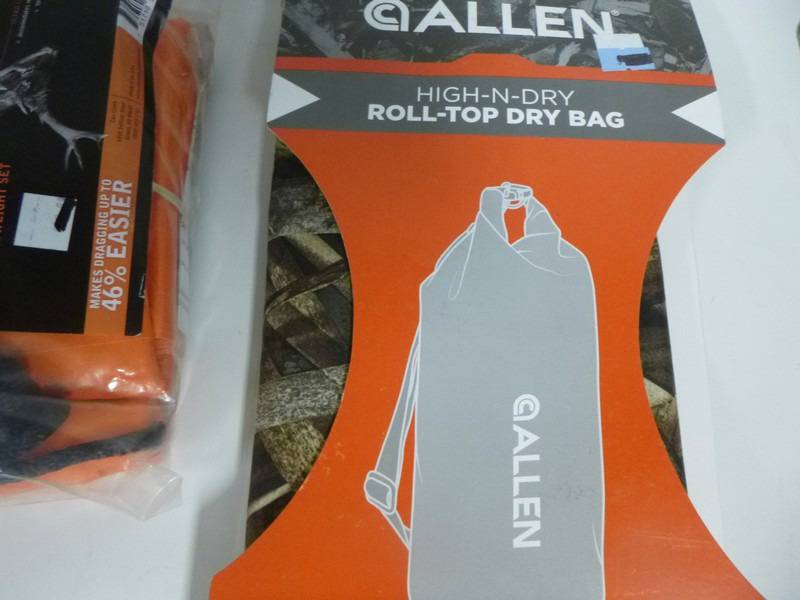 ALLEN
HIGH-N-DRY
ROLL-TOP DRY BAG
ALLEN
MAKES DRAGGING UP TO
46% EASIER